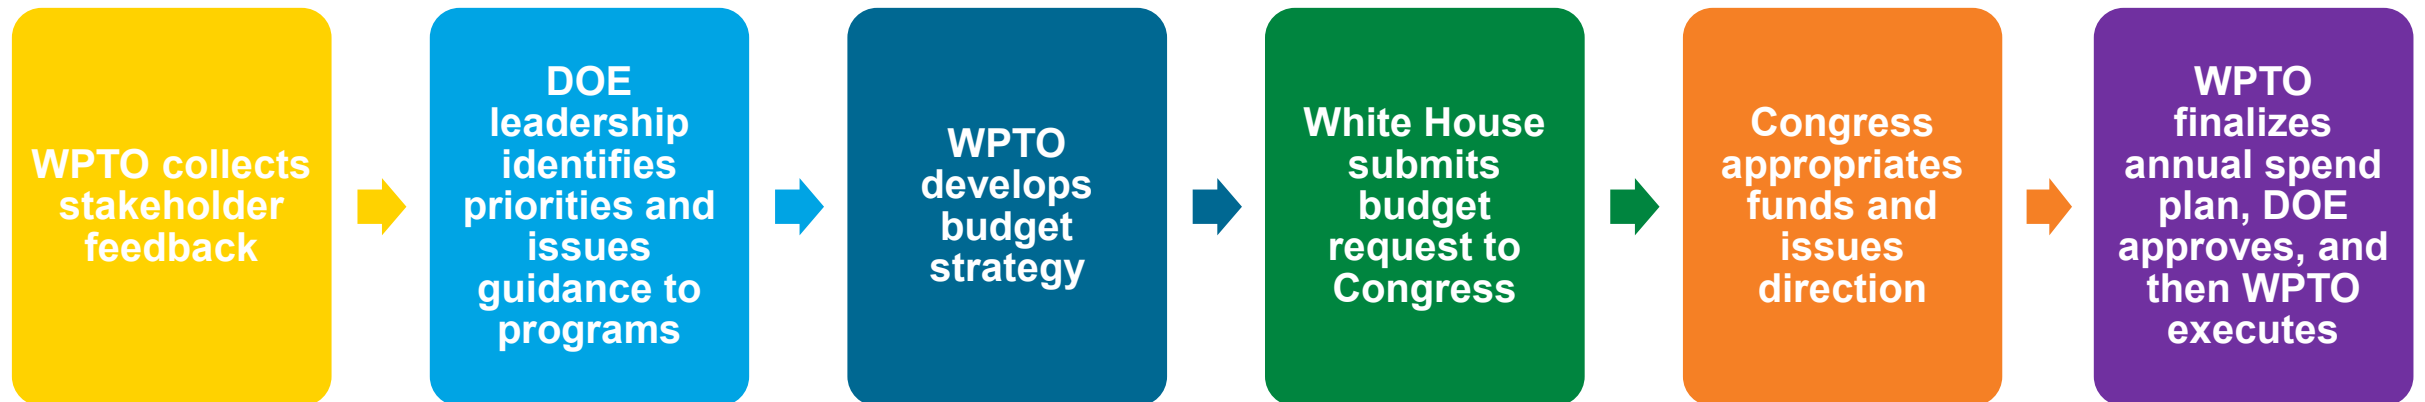 WPTO collects
stakeholder
feedback
DOE
leadership
identifies
priorities and
issues
guidance to
programs
WPTO
develops
budget
strategy
White House
submits
budget
request to
Congress
Congress
appropriates
funds and
issues
direction
WPTO
finalizes
annual spend
plan, DOE
approves, and
then WPTO
executes